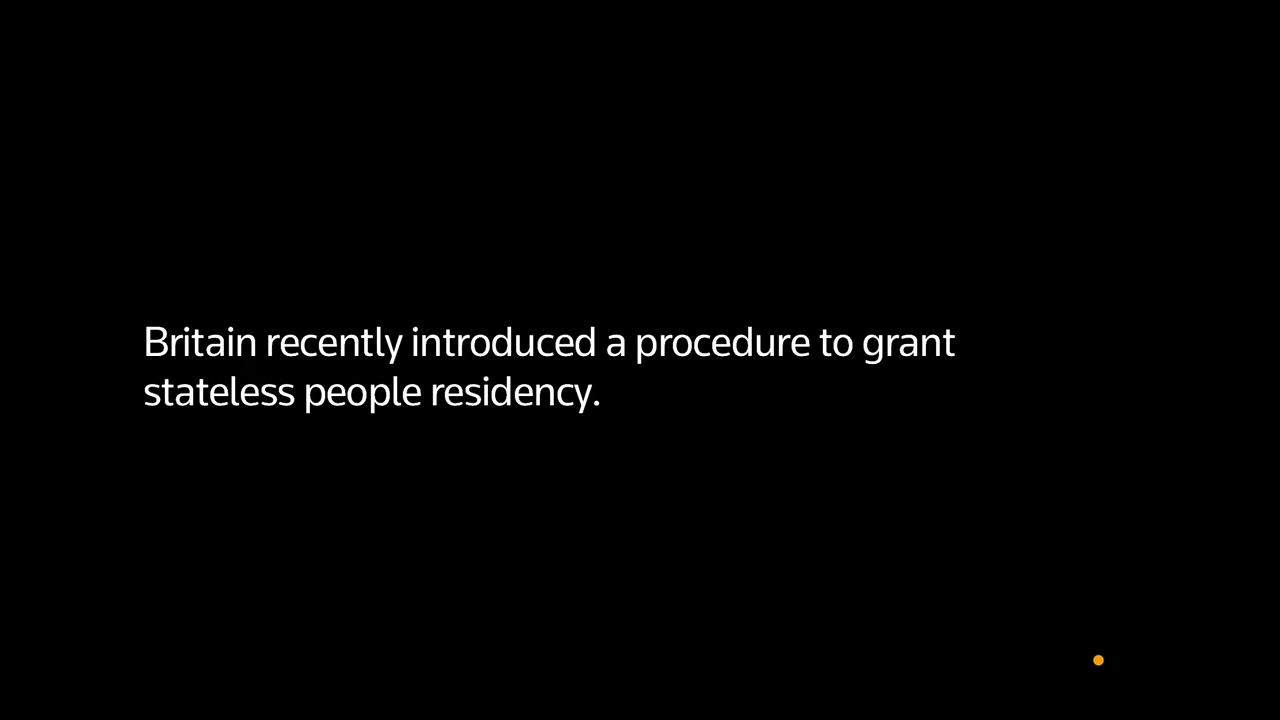 Britain recently introduced a procedure to grant
stateless people residency.